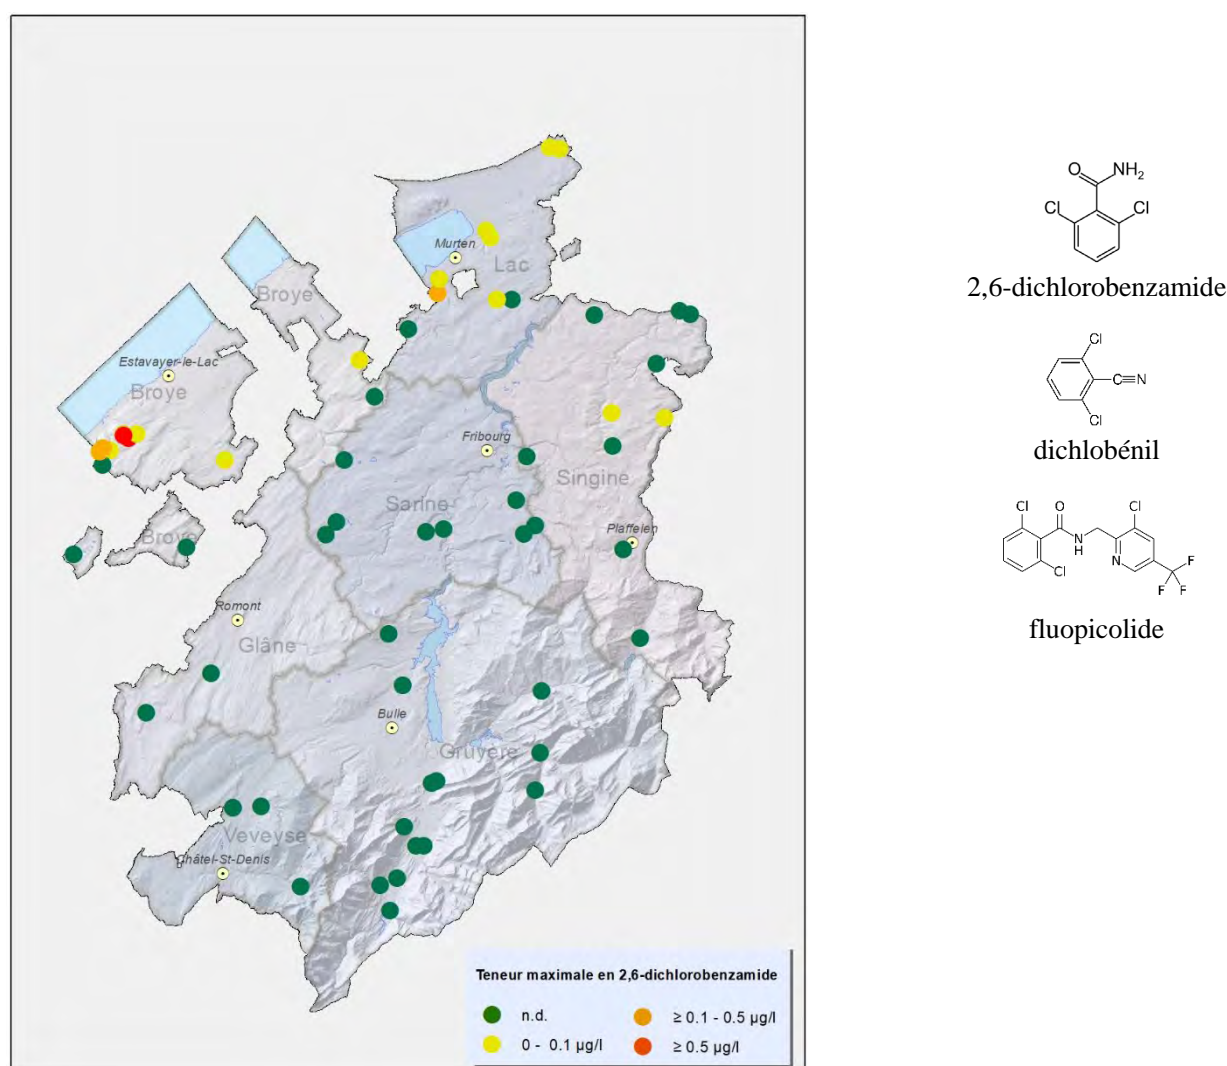 Murten
Lac
Broye
Estavayer-le-Lac
Broye
Fribourg
Singine
Sarine
Plaffeien
Broye
Romont
Glâne
Bulle
Gruyère
Veveyse
Châtel-St-Denis
Teneur maximale en 2,6-dichlorobenzamide
n.d.
≥ 0.1 - 0.5 µg/l
0 - 0.1 µg/l
≥ 0.5 µg/l
O
NH2
Cl
Cl
2,6-dichlorobenzamide
Cl
C≡N
Cl
dichlobénil
Cl
O
Cl
N
H
Cl
N
F
F
F
fluopicolide